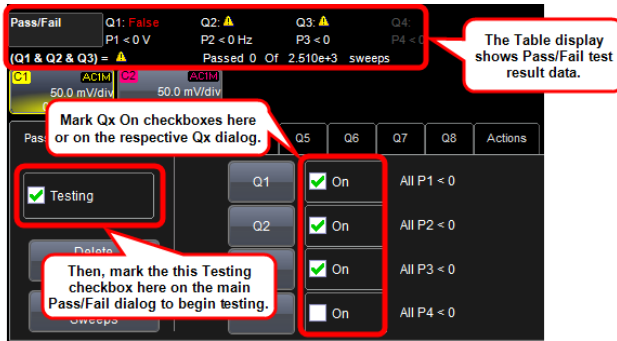 Pass/Fail Q1: False Q2: Q3: Q4:
P1 < 0 V P2 < 0 Hz P3 < 0 P4 < 0
(Q1 & Q2 & Q3) = Passed 0 Of 2.510e+3 sweeps
The Table display
shows Pass/Fail test
result data.
C1 AC1M C2 AC1M
50.0 mV/div 50.0 mV/div
Mark Qx On checkboxes here
or on the respective Qx dialog.
Pas Q5 Q6 Q7 Q8 Actions
Testing
Q1 On All P1 < 0
Q2 On All P2 < 0
On All P3 < 0
On All P4 < 0
Delete
Then, mark the this Testing
checkbox here on the main
Pass/Fail dialog to begin testing.
Sweeps